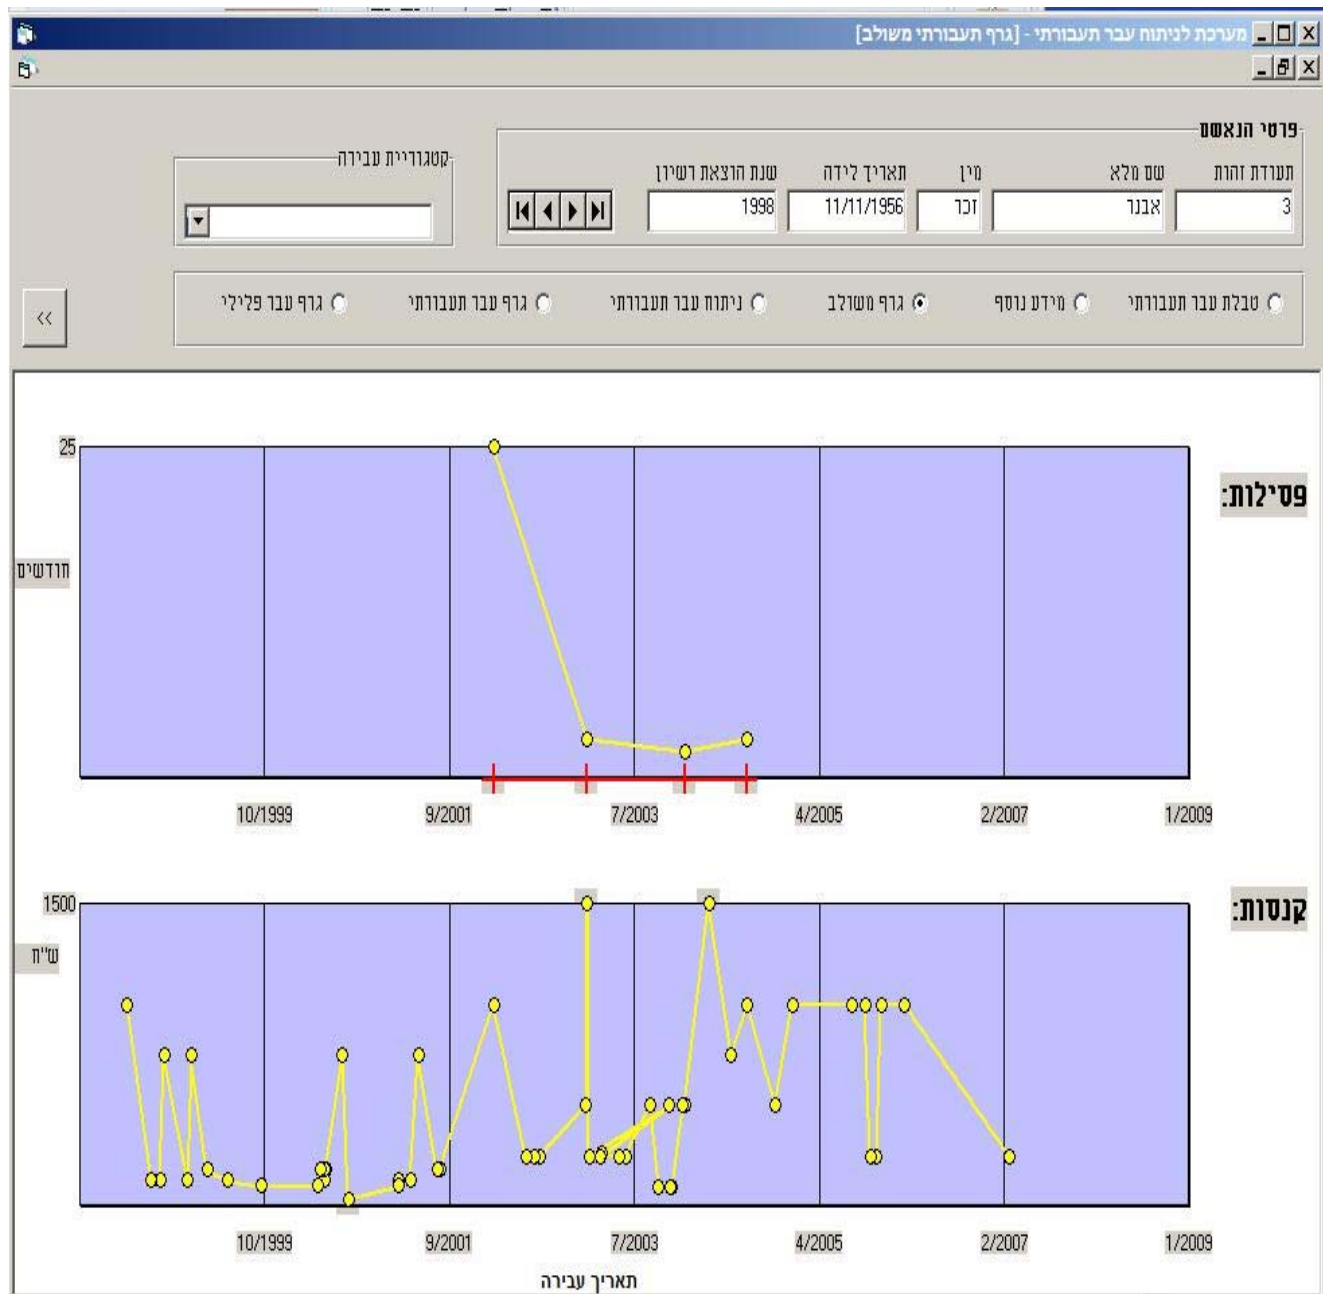 מערכת לניתוח עבר תעבורתי - [גרף תעבורתי משולב]
פרטי הנאשם
קטגוריית עבירה
תעודת זהות שם מלא מין תאריך לידה שנת הוצאת רשיון
3 אבנר זכר 11/11/1956 1998
טבלת עבר תעבורתי מידע נוסף גרף משולב ניתוח עבר תעבורתי גרף עבר תעבורתי גרף עבר פלילי
>>
פסילות:
25
חודשים
10/1999 9/2001 7/2003 4/2005 2/2007 1/2009
קנסות:
1500
ש"ח
10/1999 9/2001 7/2003 4/2005 2/2007 1/2009
תאריך עבירה